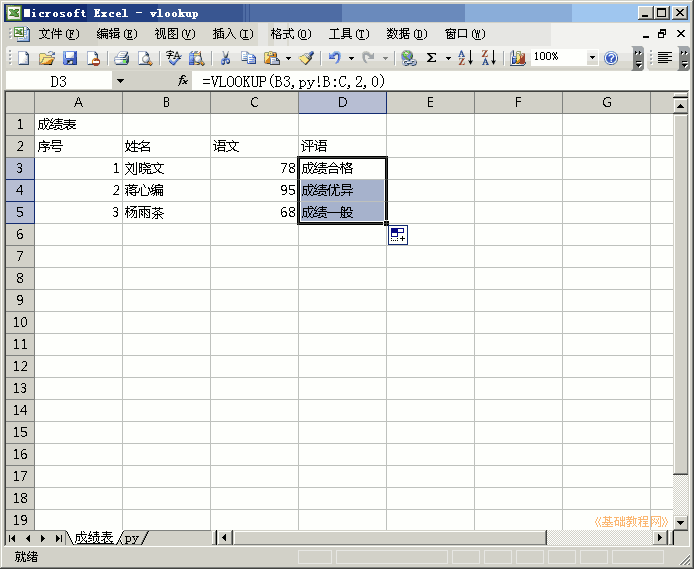 Microsoft Excel - vlookup
文件(F) 编辑(E) 视图(V) 插入(I) 格式(O) 工具(T) 数据(D) 窗口(W)
100%
D3 fx =VLOOKUP(B3,py!B:C,2,0)
A B C D E F G
1 成绩表
2 序号 姓名 语文 评语
3 1 刘晓文 78 成绩合格
4 2 蒋心编 95 成绩优异
5 3 杨雨茶 68 成绩一般
6
7
8
9
10
11
12
13
14
15
16
17
18
19
《基础教程网》
成绩表 py
就绪